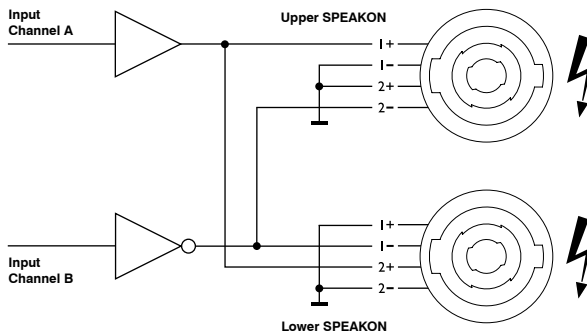 Input
Channel A
Upper SPEAKON
1+
1−
2+
2−
Input
Channel B
1+
1−
2+
2−
Lower SPEAKON